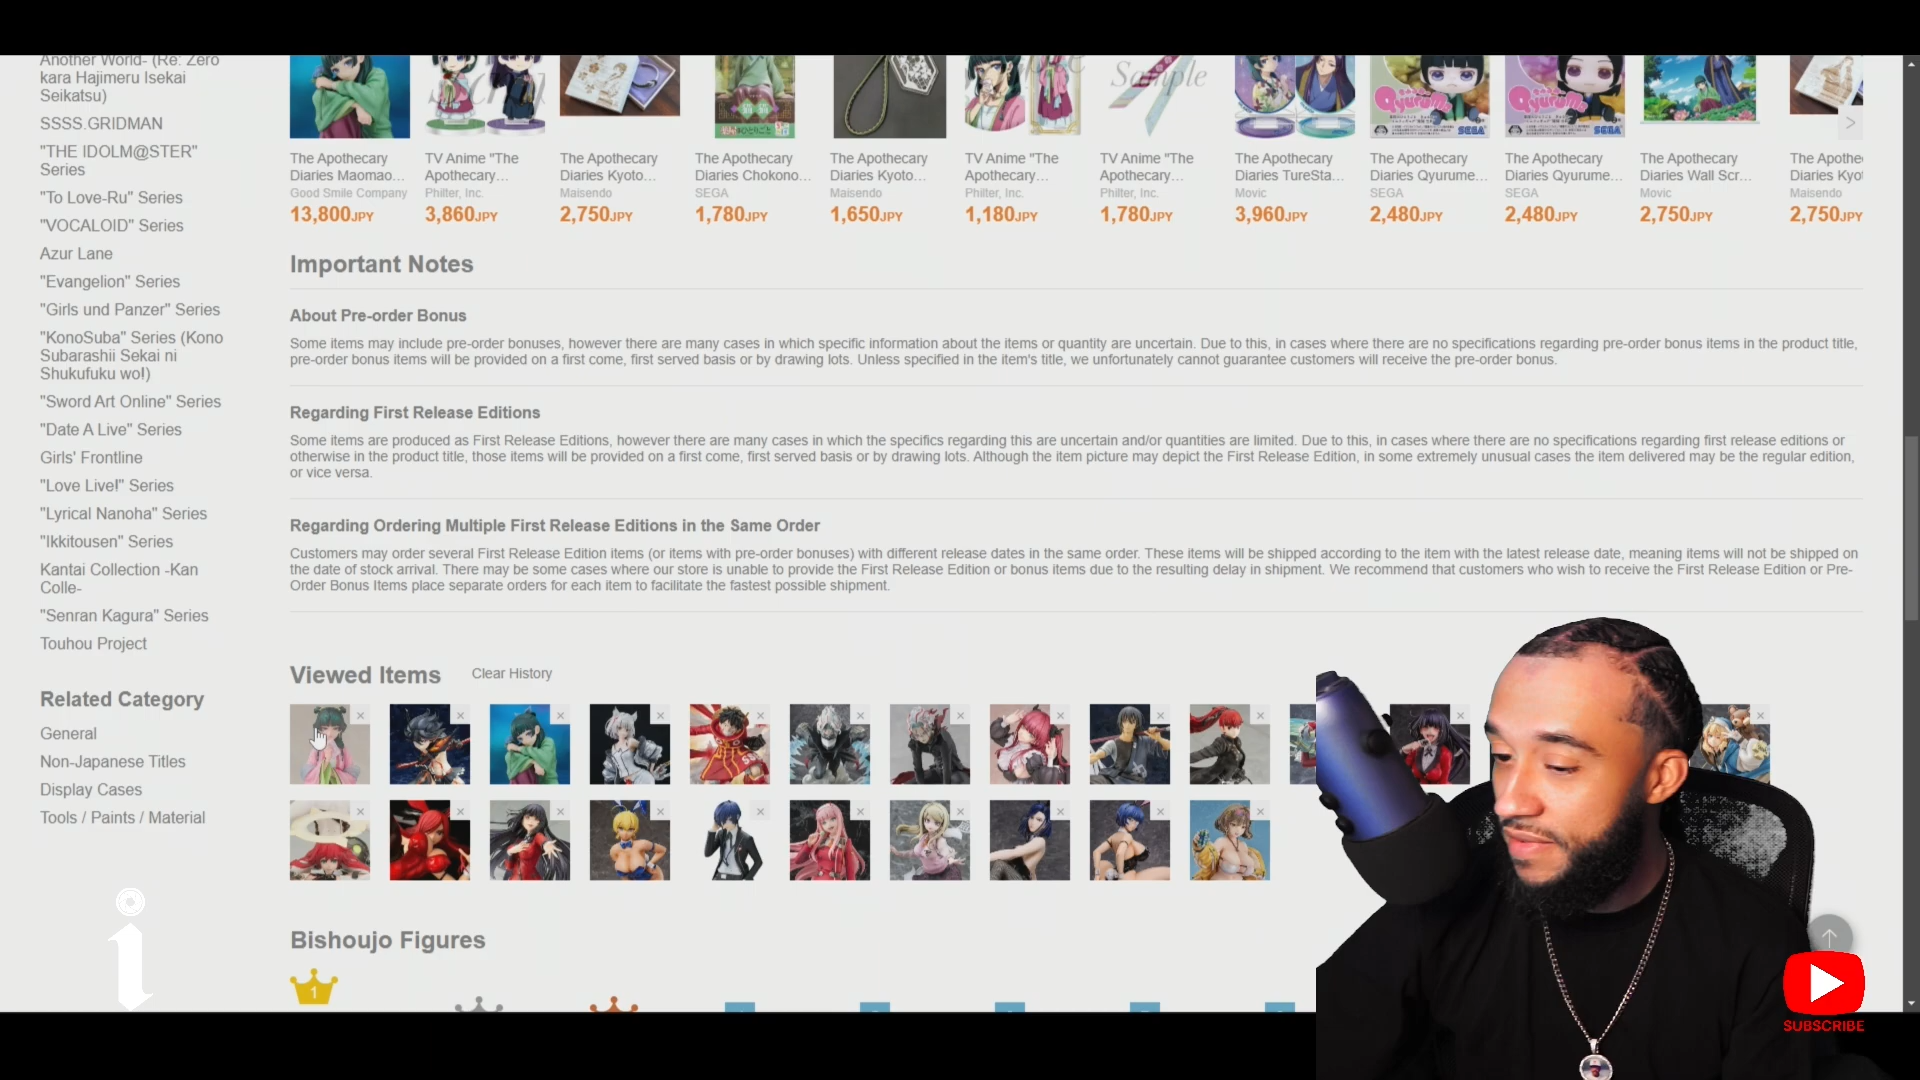 Another World- (Re: Zero
kara Hajimeru Isekai
Seikatsu)
SSSS.GRIDMAN
"THE IDOLM@STER"
Series
"To Love-Ru" Series
"VOCALOID" Series
Azur Lane
"Evangelion" Series
"Girls und Panzer" Series
"KonoSuba" Series (Kono
Subarashii Sekai ni
Shukufuku wo!)
"Sword Art Online" Series
"Date A Live" Series
Girls' Frontline
"Love Live!" Series
"Lyrical Nanoha" Series
"Ikkitousen" Series
Kantai Collection -Kan
Colle-
"Senran Kagura" Series
Touhou Project
Related Category
General
Non-Japanese Titles
Display Cases
Tools / Paints / Material
Sample
Qyurume
SEGA
Qyurume
SEGA
The Apothecary
Diaries Maomao...
Good Smile Company
13,800JPY
TV Anime "The
Apothecary...
Philter, Inc.
3,860JPY
The Apothecary
Diaries Kyoto...
Maisendo
2,750JPY
The Apothecary
Diaries Chokono...
SEGA
1,780JPY
The Apothecary
Diaries Kyoto...
Maisendo
1,650JPY
TV Anime "The
Apothecary...
Philter, Inc.
1,180JPY
TV Anime "The
Apothecary...
Philter, Inc.
1,780JPY
The Apothecary
Diaries TureSta...
Movic
3,960JPY
The Apothecary
Diaries Qyurume...
SEGA
2,480JPY
The Apothecary
Diaries Qyurume...
SEGA
2,480JPY
The Apothecary
Diaries Wall Scr...
Movic
2,750JPY
The Apothec
Diaries Kyot
Maisendo
2,750JPY
Important Notes
About Pre-order Bonus
Some items may include pre-order bonuses, however there are many cases in which specific information about the items or quantity are uncertain. Due to this, in cases where there are no specifications regarding pre-order bonus items in the product title,
pre-order bonus items will be provided on a first come, first served basis or by drawing lots. Unless specified in the item's title, we unfortunately cannot guarantee customers will receive the pre-order bonus.
Regarding First Release Editions
Some items are produced as First Release Editions, however there are many cases in which the specifics regarding this are uncertain and/or quantities are limited. Due to this, in cases where there are no specifications regarding first release editions or
otherwise in the product title, those items will be provided on a first come, first served basis or by drawing lots. Although the item picture may depict the First Release Edition, in some extremely unusual cases the item delivered may be the regular edition,
or vice versa.
Regarding Ordering Multiple First Release Editions in the Same Order
Customers may order several First Release Edition items (or items with pre-order bonuses) with different release dates in the same order. These items will be shipped according to the item with the latest release date, meaning items will not be shipped on
the date of stock arrival. There may be some cases where our store is unable to provide the First Release Edition or bonus items due to the resulting delay in shipment. We recommend that customers who wish to receive the First Release Edition or Pre-
Order Bonus Items place separate orders for each item to facilitate the fastest possible shipment.
Viewed Items
Clear History
Bishoujo Figures
1
i
SUBSCRIBE